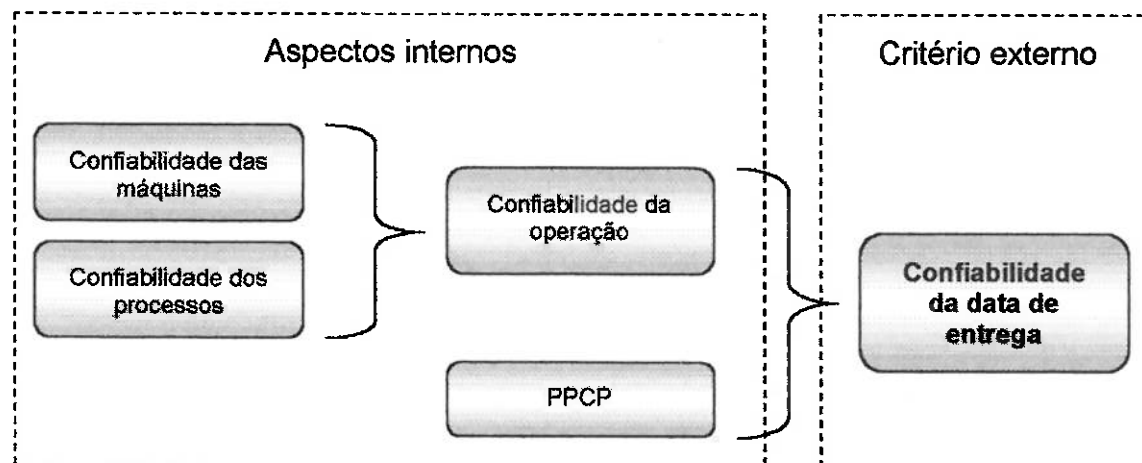 Aspectos internos
Critério externo
Confiabilidade das
máquinas
Confiabilidade dos
processos
Confiabilidade da
operação
PPCP
Confiabilidade
da data de
entrega